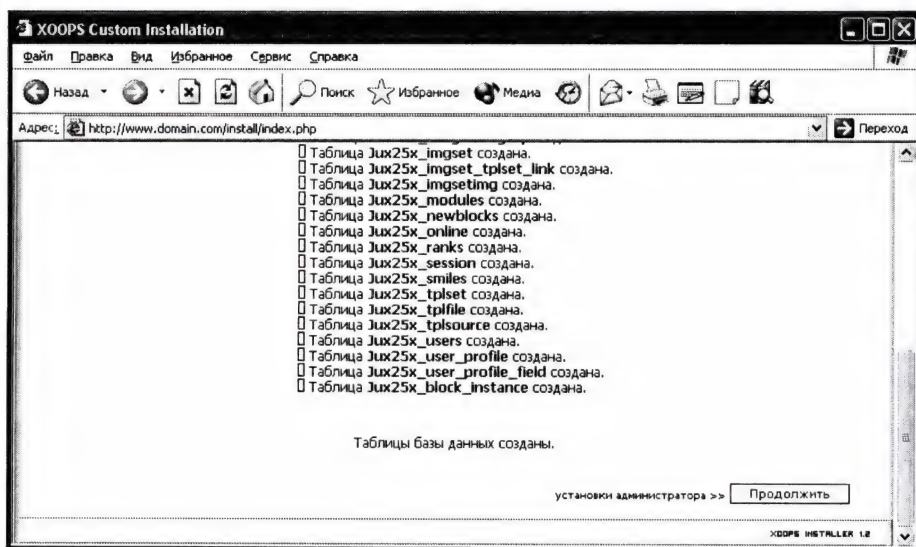 XOOPS Custom Installation
Файл Правка Вид Избранное Сервис Справка
Назад Поиск Избранное Медиа
Адрес: http://www.domain.com/install/index.php Переход
Таблица Jux25x_imgset создана.
Таблица Jux25x_imgset_tplset_link создана.
Таблица Jux25x_imgsetimg создана.
Таблица Jux25x_modules создана.
Таблица Jux25x_newblocks создана.
Таблица Jux25x_online создана.
Таблица Jux25x_ranks создана.
Таблица Jux25x_session создана.
Таблица Jux25x_smiles создана.
Таблица Jux25x_tplset создана.
Таблица Jux25x_tplfile создана.
Таблица Jux25x_tplsource создана.
Таблица Jux25x_users создана.
Таблица Jux25x_user_profile создана.
Таблица Jux25x_user_profile_field создана.
Таблица Jux25x_block_instance создана.
Таблицы базы данных созданы.
установки администратора >> Продолжить
XOOPS INSTALLER 1.2